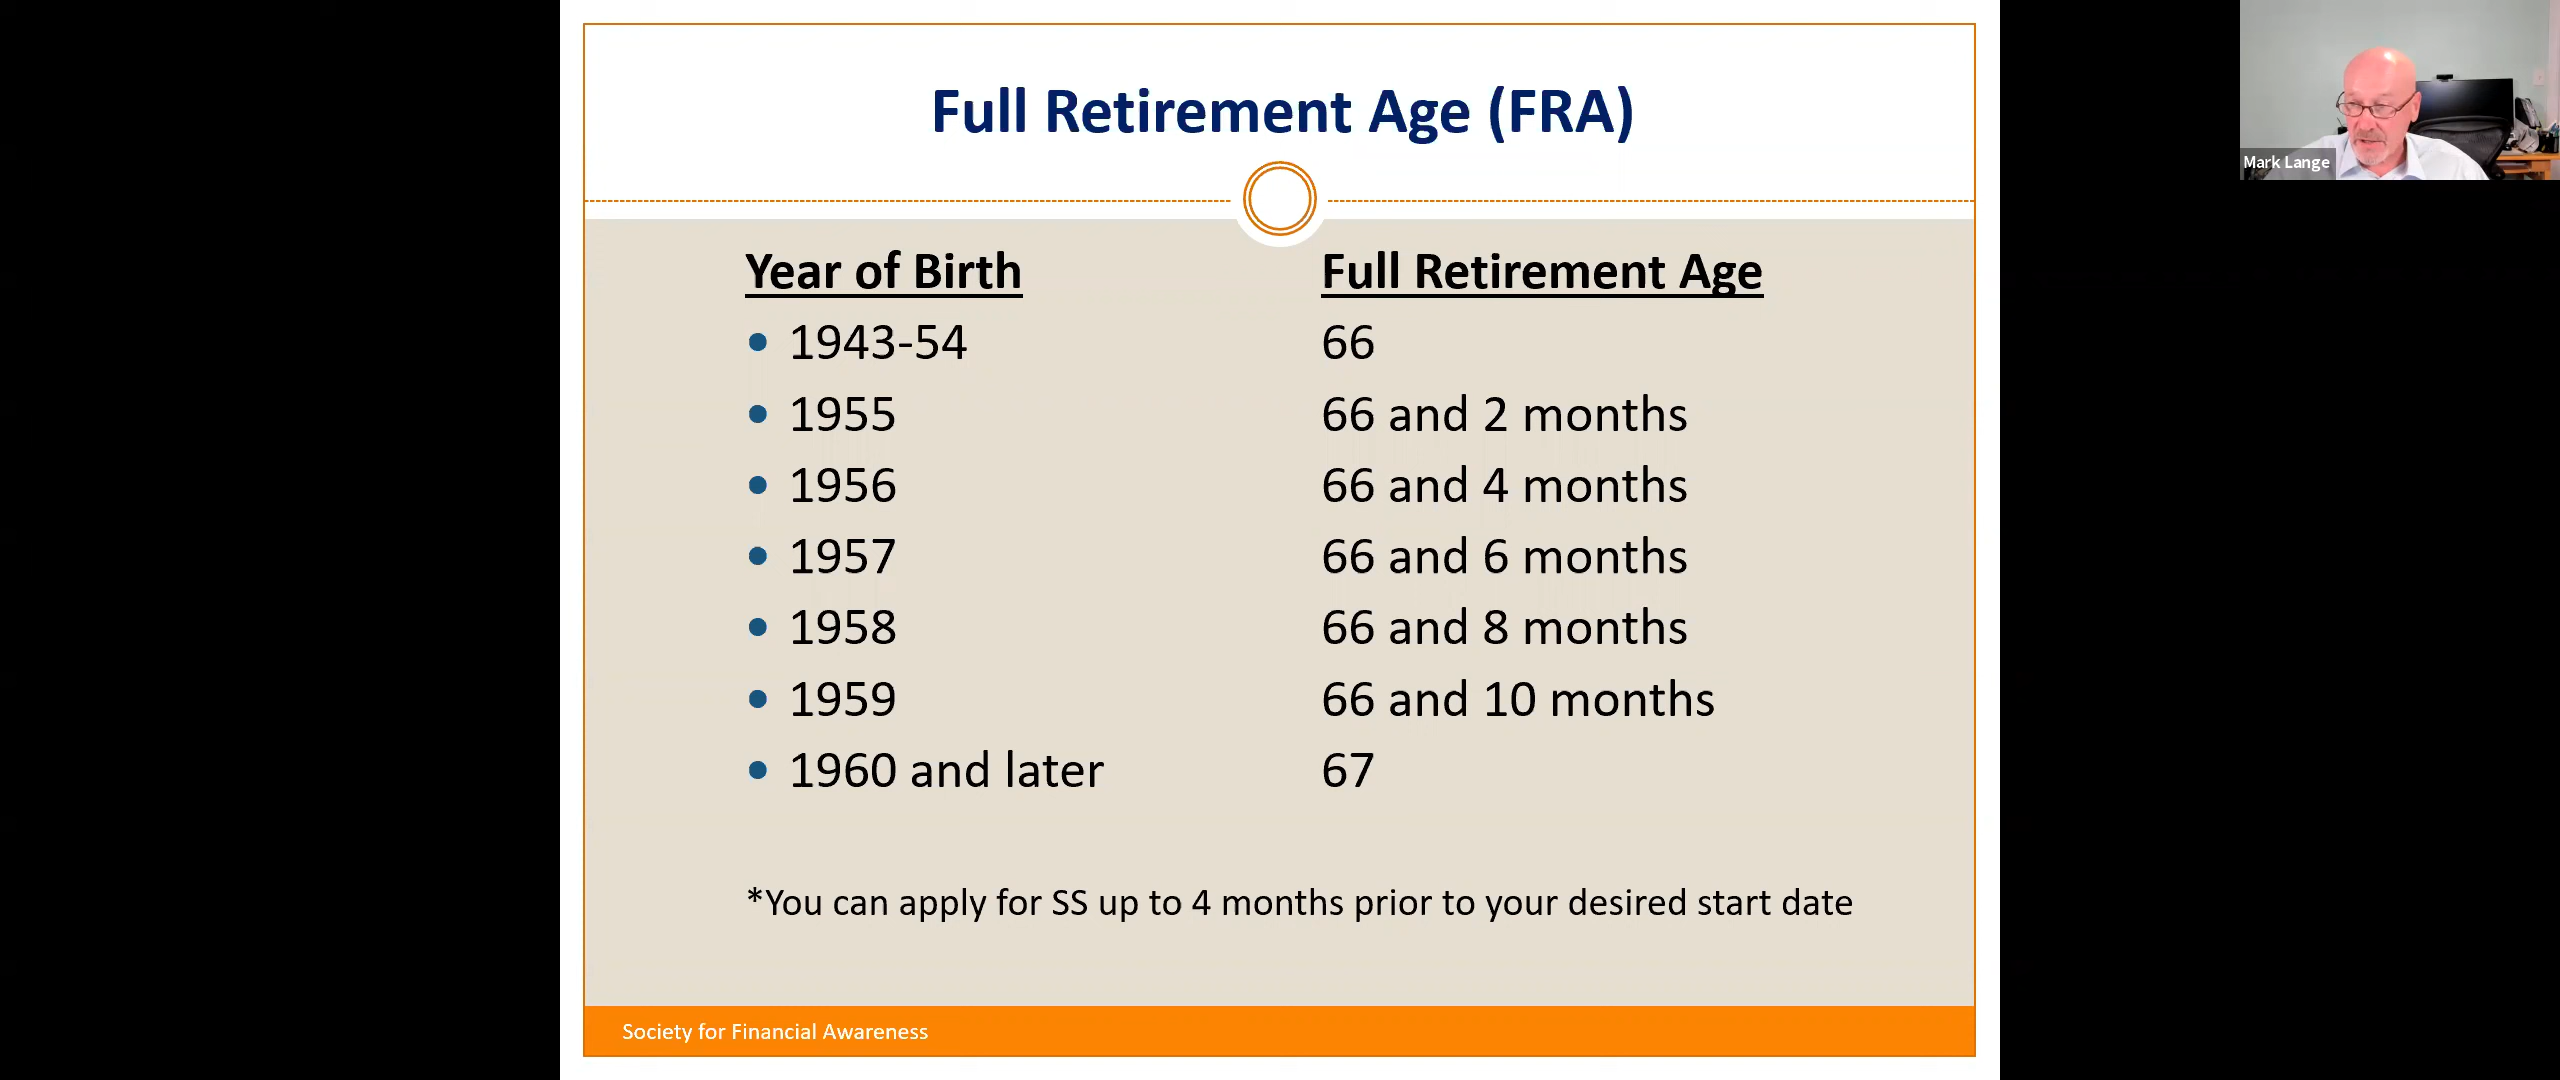 Full Retirement Age (FRA)
Mark Lange
Year of Birth Full Retirement Age
• 1943-54 66
• 1955 66 and 2 months
• 1956 66 and 4 months
• 1957 66 and 6 months
• 1958 66 and 8 months
• 1959 66 and 10 months
• 1960 and later 67
*You can apply for SS up to 4 months prior to your desired start date
Society for Financial Awareness